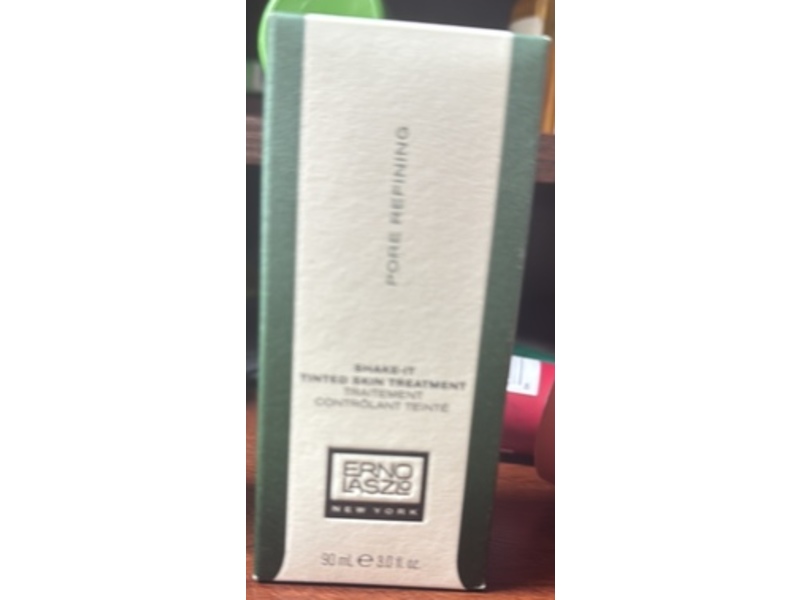 PORE REFINING
SHAKE-IT
TINTED SKIN TREATMENT
TRAITEMENT
CONTRÔLANT TEINTÉ
ERNO
LASZLO
NEW YORK
90 mL ℮ 3.0 fl. oz.